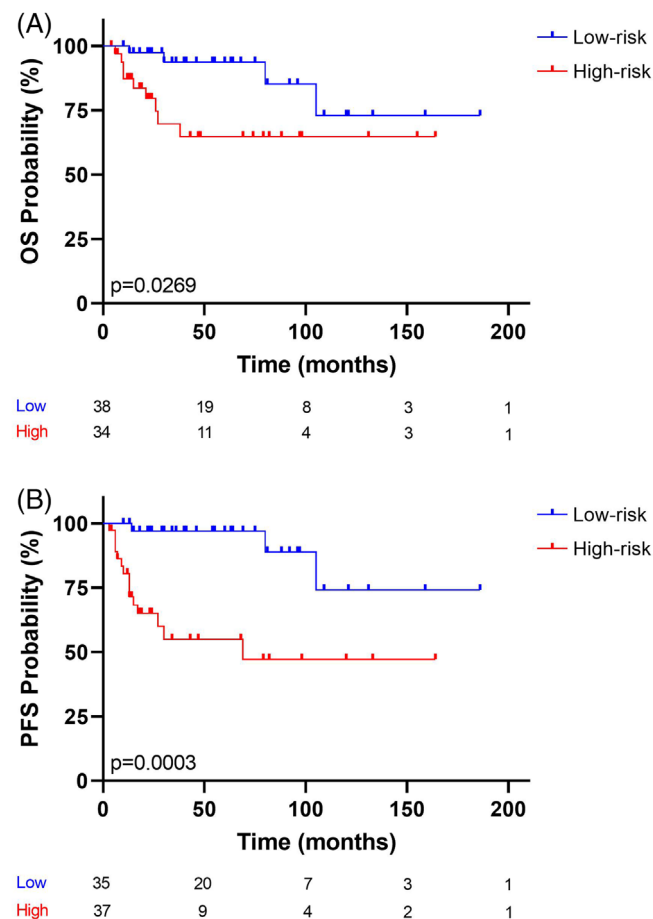 (A)
Low-risk
High-risk
OS Probability (%)
100
75
50
25
0
p=0.0269
0 50 100 150 200
Time (months)
Low 38 19 8 3 1
High 34 11 4 3 1
(B)
Low-risk
High-risk
PFS Probability (%)
100
75
50
25
0
p=0.0003
0 50 100 150 200
Time (months)
Low 35 20 7 3 1
High 37 9 4 2 1